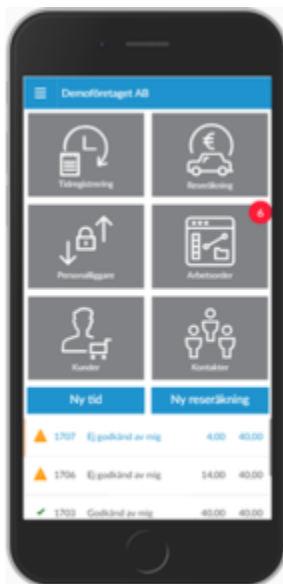 Demoföretaget AB
Tidregistrering
Reseräkning
Personalliggare
6
Arbetsorder
Kunder
Kontakter
Ny tid
Ny reseräkning
1707 Ej godkänd av mig 4.00 40.00
1706 Ej godkänd av mig 14.00 40.00
1703 Godkänd av mig 40.00 40.00